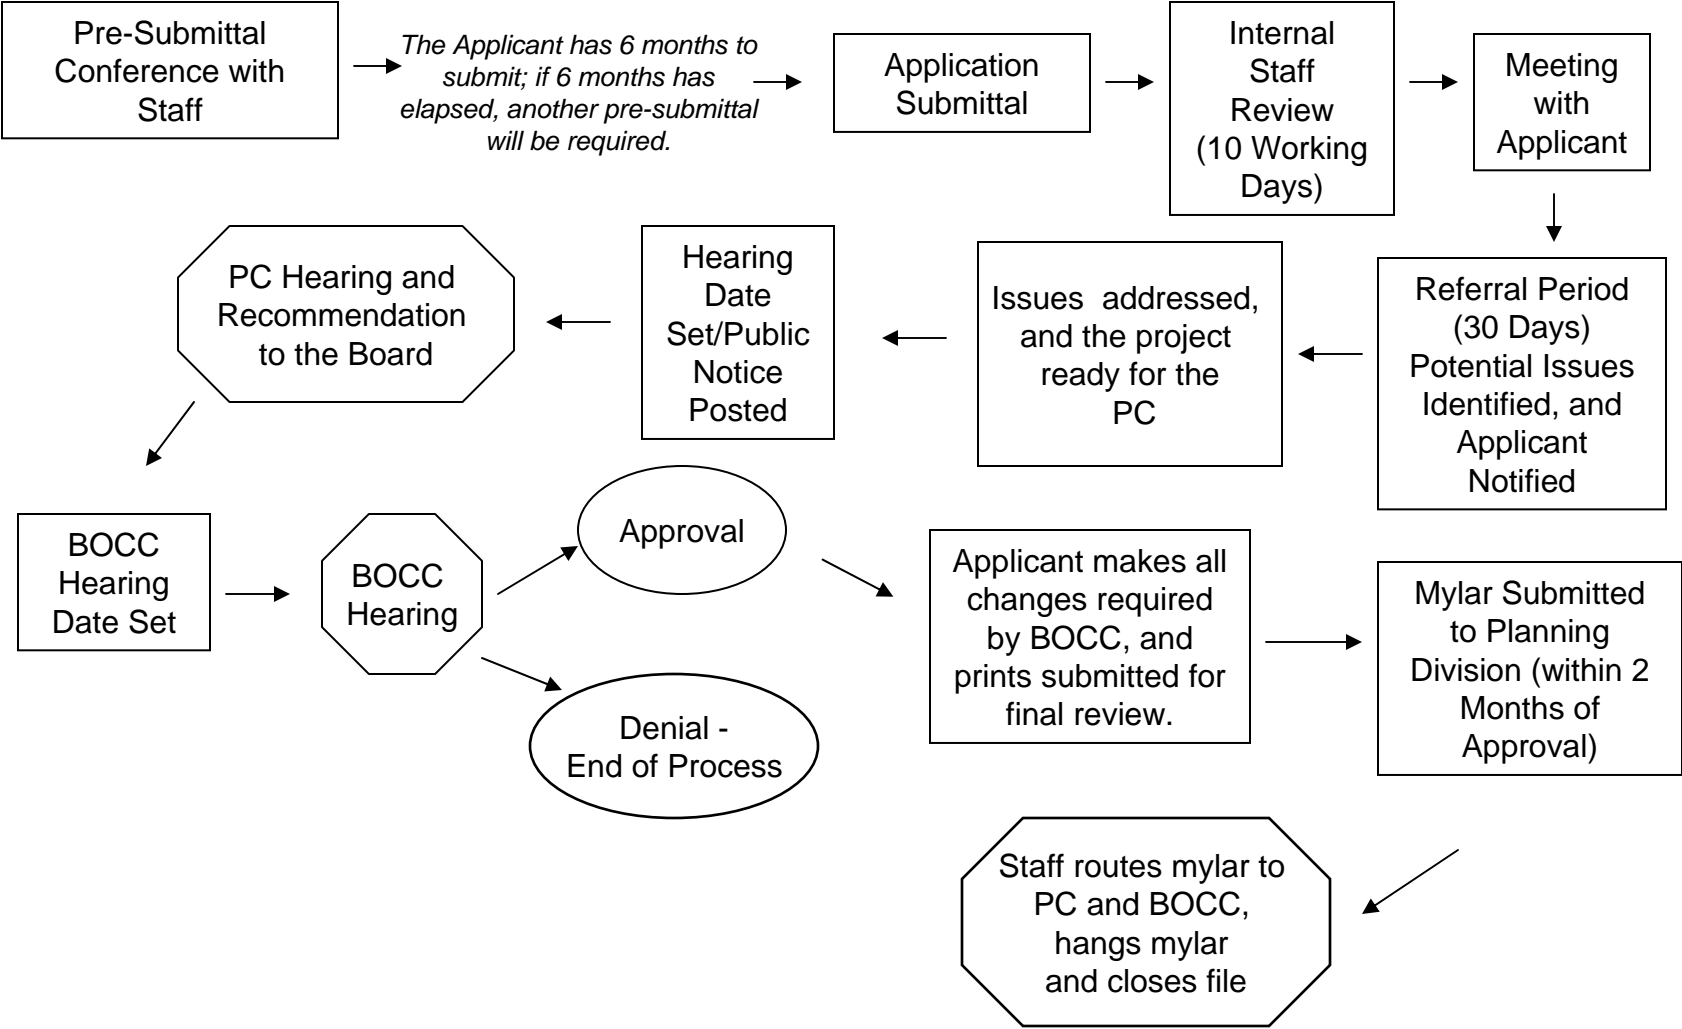 Pre-Submittal
Conference with
Staff
The Applicant has 6 months to
submit; if 6 months has
elapsed, another pre-submittal
will be required.
Application
Submittal
Internal
Staff
Review
(10 Working
Days)
Meeting
with
Applicant
Referral Period
(30 Days)
Potential Issues
Identified, and
Applicant
Notified
Issues  addressed,
and the project
ready for the
PC
Hearing
Date
Set/Public
Notice
Posted
PC Hearing and
Recommendation
to the Board
BOCC
Hearing
Date Set
BOCC
Hearing
Approval
Denial -
End of Process
Applicant makes all
changes required
by BOCC, and
prints submitted for
final review.
Mylar Submitted
to Planning
Division (within 2
Months of
Approval)
Staff routes mylar to
PC and BOCC,
hangs mylar
and closes file